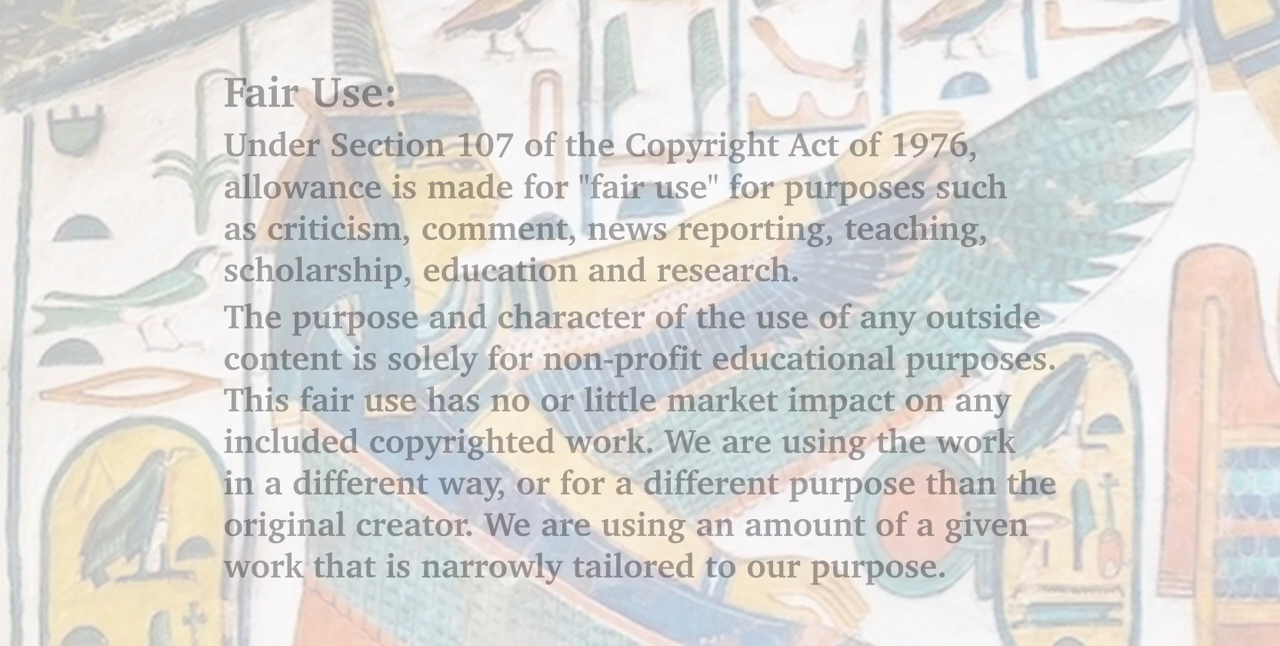 Fair Use:
Under Section 107 of the Copyright Act of 1976,
allowance is made for "fair use" for purposes such
as criticism, comment, news reporting, teaching,
scholarship, education and research.
The purpose and character of the use of any outside
content is solely for non-profit educational purposes.
This fair use has no or little market impact on any
included copyrighted work. We are using the work
in a different way, or for a different purpose than the
original creator. We are using an amount of a given
work that is narrowly tailored to our purpose.